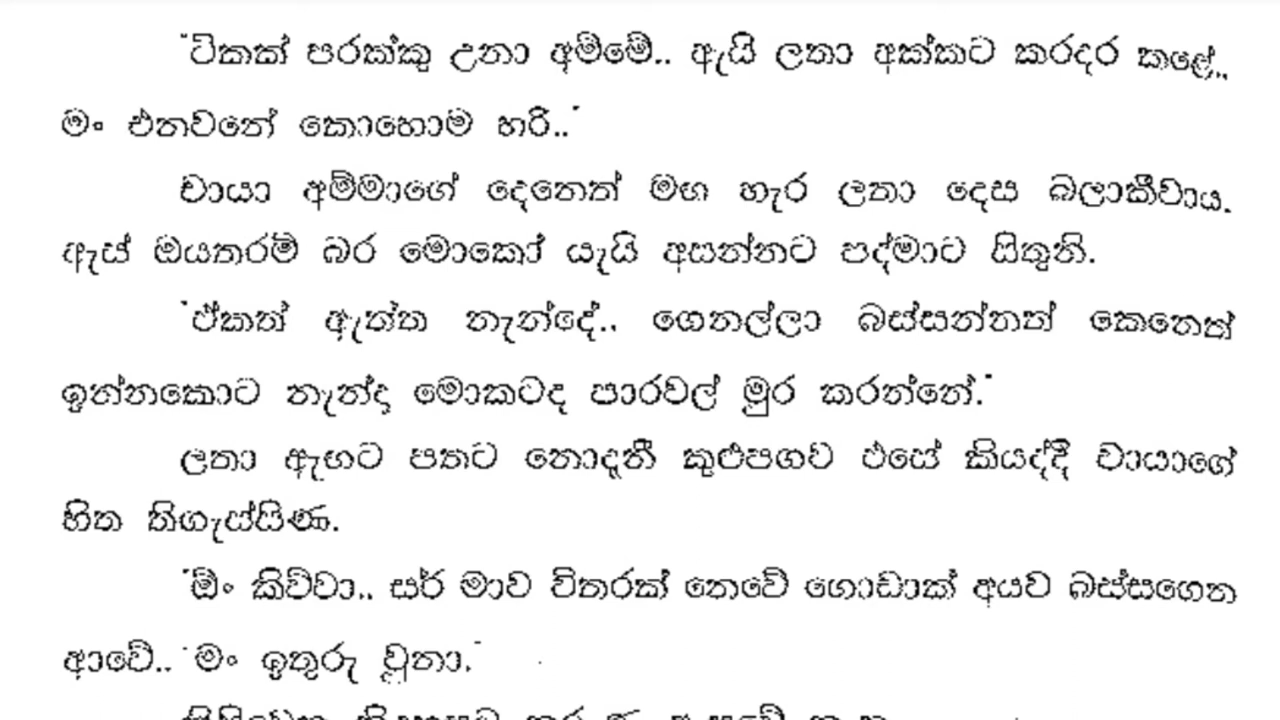 "ටිකක් පරක්කු උනා අම්මේ.. ඇයි ලතා අක්කට කරදර කළේ..
මං එනවනේ කොහොම හරි.."
චායා අම්මාගේ දෙනෙත් මඟ හැර ලතා දෙස බලාකීවාය.
ඇස් ඔයතරම් බර මොකෝ යැයි අසන්නට පද්මාට සිතුනි.
"ඒකත් ඇත්ත නැන්දේ.. ගෙනල්ලා බස්සන්නත් කෙනෙත්
ඉන්නකොට නැන්දා මොකටද පාරවල් මුර කරන්නේ."
ලතා ඇඟට පතට නොදැනී කුළුපගව එසේ කියද්දී චායාගේ
හිත තිගැස්සිණ.
"ඕං කිව්වා.. සර් මාව විතරක් නෙවේ ගොඩාක් අයව බස්සගෙන
ආවේ.. "මං ඉතුරු වූනා."